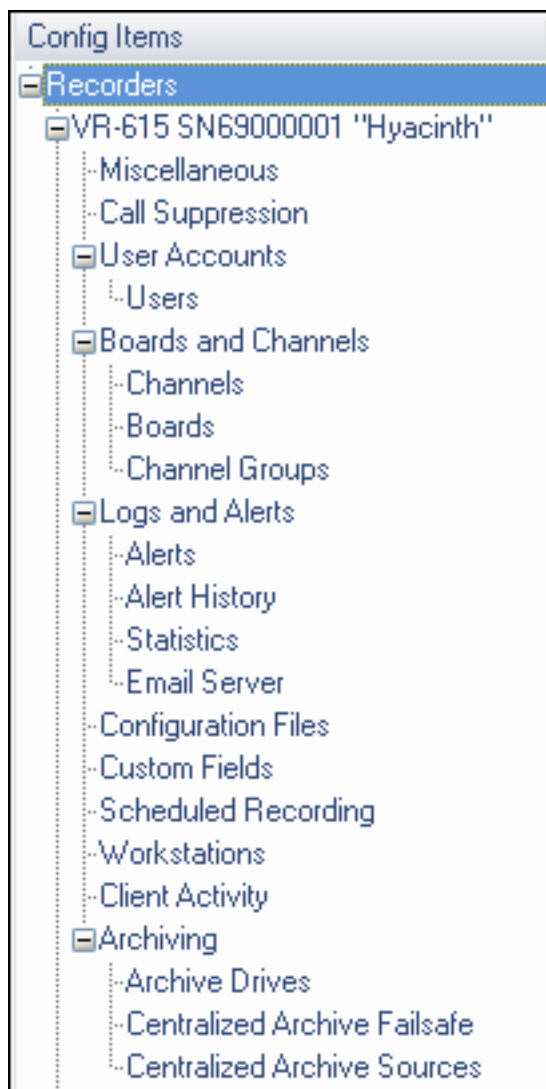 Config Items
Recorders
VR-615 SN69000001 "Hyacinth"
Miscellaneous
Call Suppression
User Accounts
Users
Boards and Channels
Channels
Boards
Channel Groups
Logs and Alerts
Alerts
Alert History
Statistics
Email Server
Configuration Files
Custom Fields
Scheduled Recording
Workstations
Client Activity
Archiving
Archive Drives
Centralized Archive Failsafe
Centralized Archive Sources